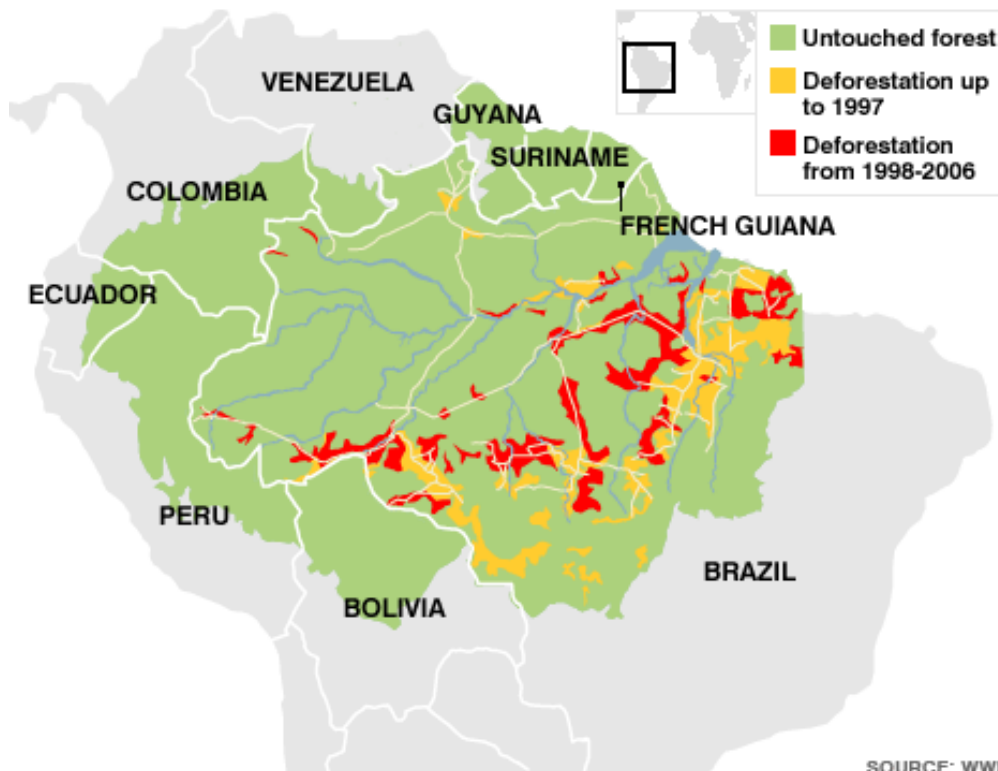 Untouched forest
Deforestation up
to 1997
Deforestation
from 1998-2006
VENEZUELA
GUYANA
SURINAME
COLOMBIA
FRENCH GUIANA
ECUADOR
PERU
BRAZIL
BOLIVIA
SOURCE: